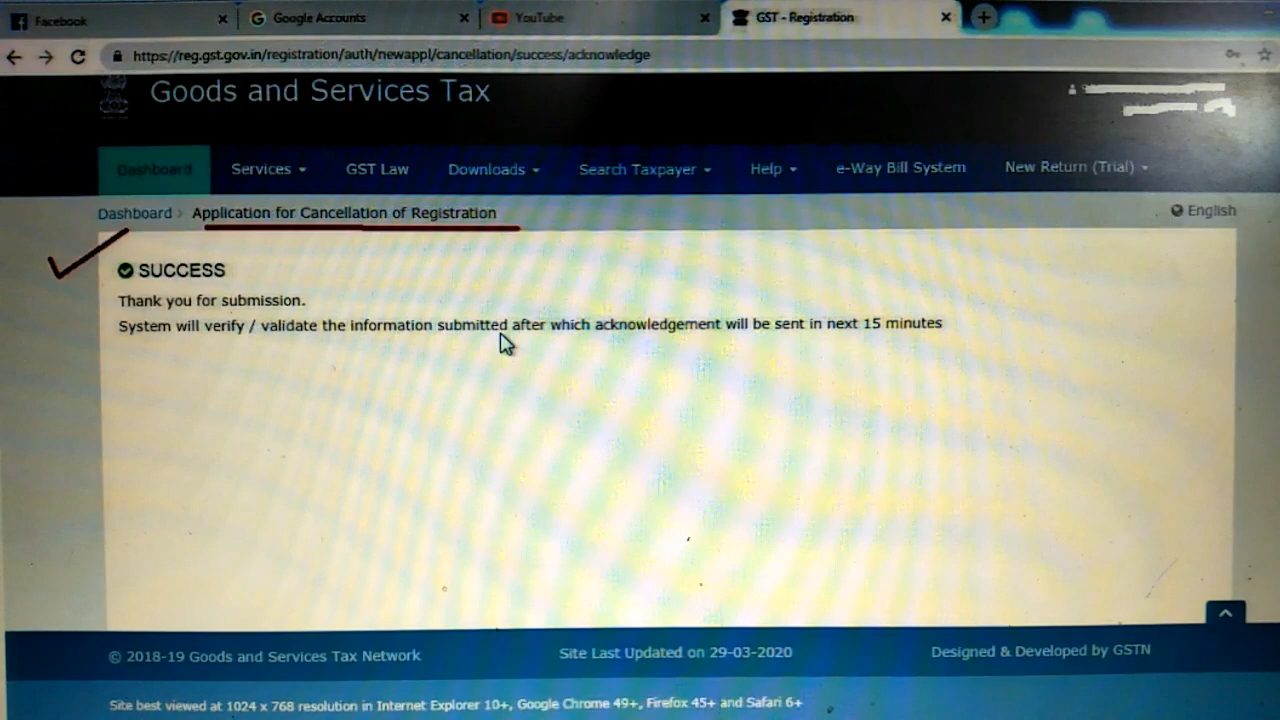 Facebook
Google Accounts
YouTube
GST - Registration
https://reg.gst.gov.in/registration/auth/newappl/cancellation/success/acknowledge
Goods and Services Tax
Dashboard
Services
GST Law
Downloads
Search Taxpayer
Help
e-Way Bill System
New Return (Trial)
Dashboard › Application for Cancellation of Registration
English
SUCCESS
Thank you for submission.
System will verify / validate the information submitted after which acknowledgement will be sent in next 15 minutes
© 2018-19 Goods and Services Tax Network
Site Last Updated on 29-03-2020
Designed & Developed by GSTN
Site best viewed at 1024 x 768 resolution in Internet Explorer 10+, Google Chrome 49+, Firefox 45+ and Safari 6+